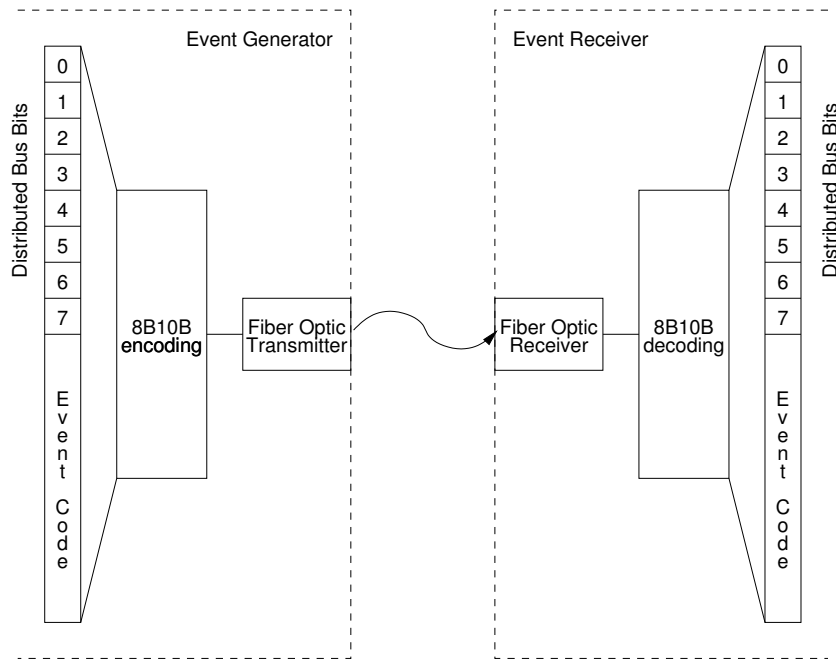 Event Generator
Distributed Bus Bits
0
1
2
3
4
5
6
7
Event Code
8B10B
encoding
Fiber Optic
Transmitter
Event Receiver
Fiber Optic
Receiver
8B10B
decoding
0
1
2
3
4
5
6
7
Event Code
Distributed Bus Bits